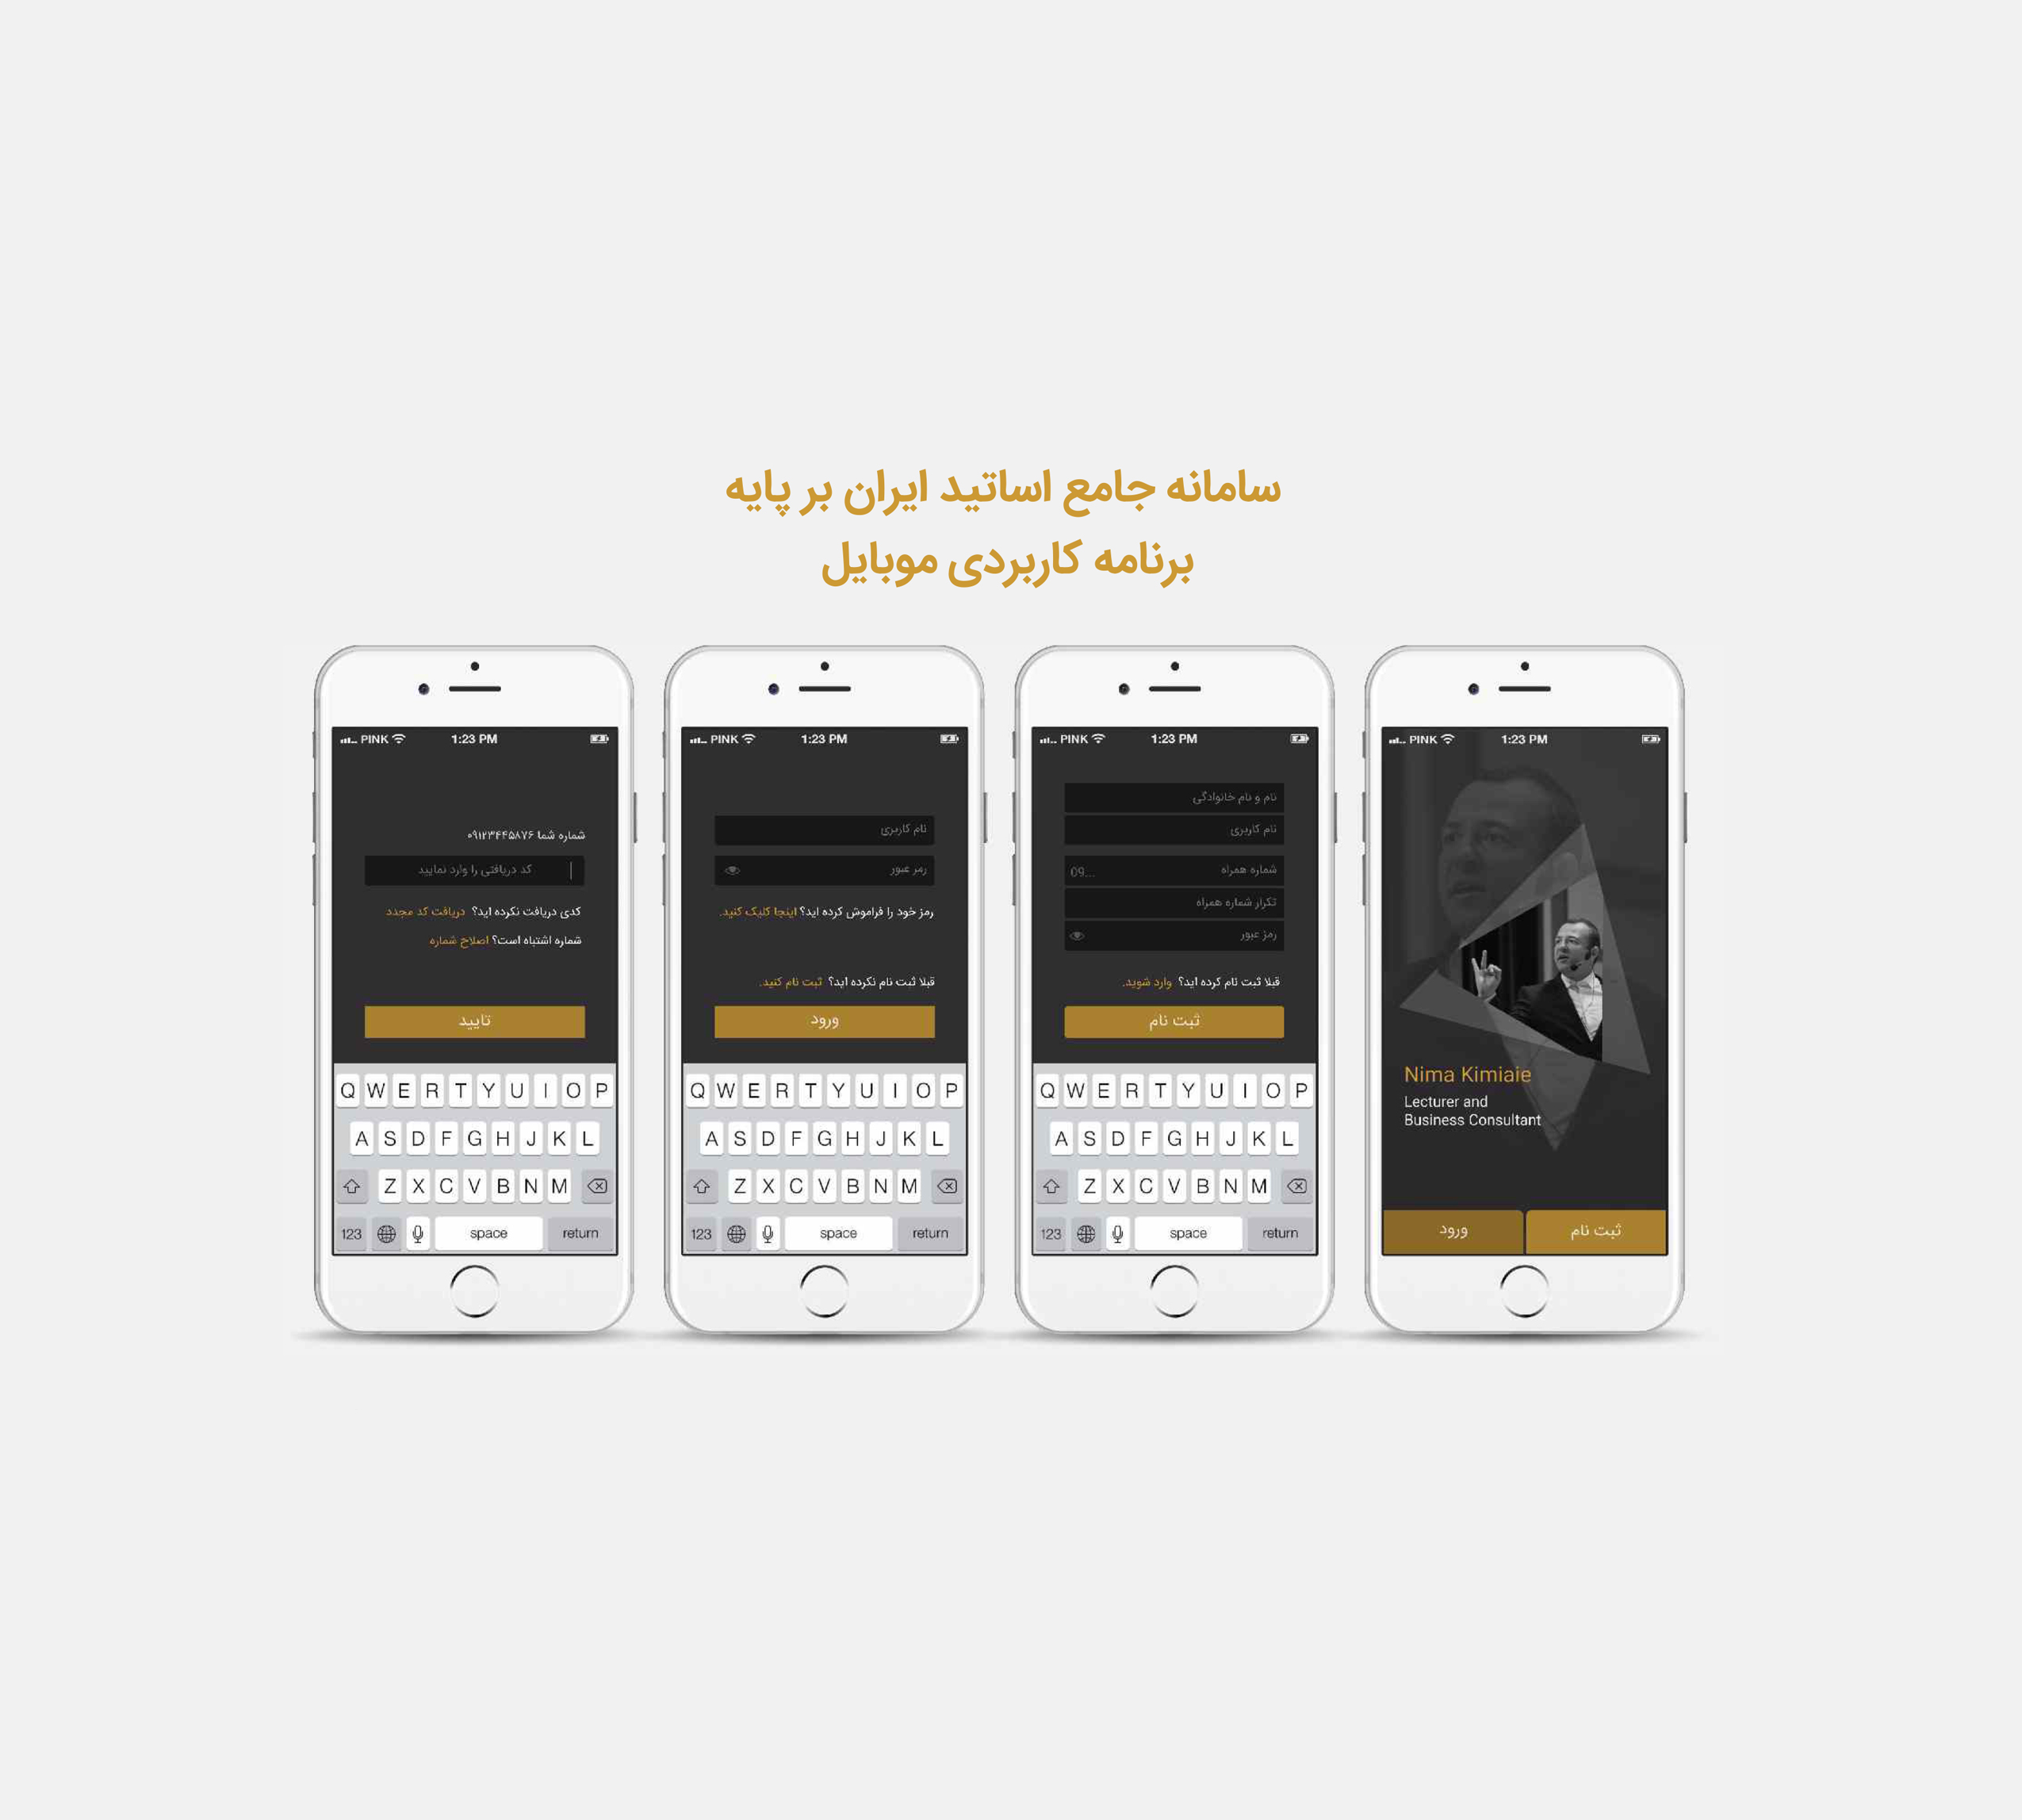 سامانه جامع اساتید ایران بر پایه
برنامه کاربردی موبایل
PINK 1:23 PM
Nima Kimiaie
Lecturer and
Business Consultant
ثبت نام
ورود
PINK 1:23 PM
نام و نام خانوادگی
نام کاربری
شماره همراه 09...
تکرار شماره همراه
رمز عبور
قبلا ثبت نام کرده اید؟ وارد شوید.
ثبت نام
Q W E R T Y U I O P
A S D F G H J K L
Z X C V B N M
123 space return
PINK 1:23 PM
نام کاربری
رمز عبور
رمز خود را فراموش کرده اید؟ اینجا کلیک کنید.
قبلا ثبت نام نکرده اید؟ ثبت نام کنید.
ورود
Q W E R T Y U I O P
A S D F G H J K L
Z X C V B N M
123 space return
PINK 1:23 PM
شماره شما ۰۹۱۲۳۴۴۵۸۷۶
کد دریافتی را وارد نمایید
کدی دریافت نکرده اید؟ دریافت کد مجدد
شماره اشتباه است؟ اصلاح شماره
تایید
Q W E R T Y U I O P
A S D F G H J K L
Z X C V B N M
123 space return